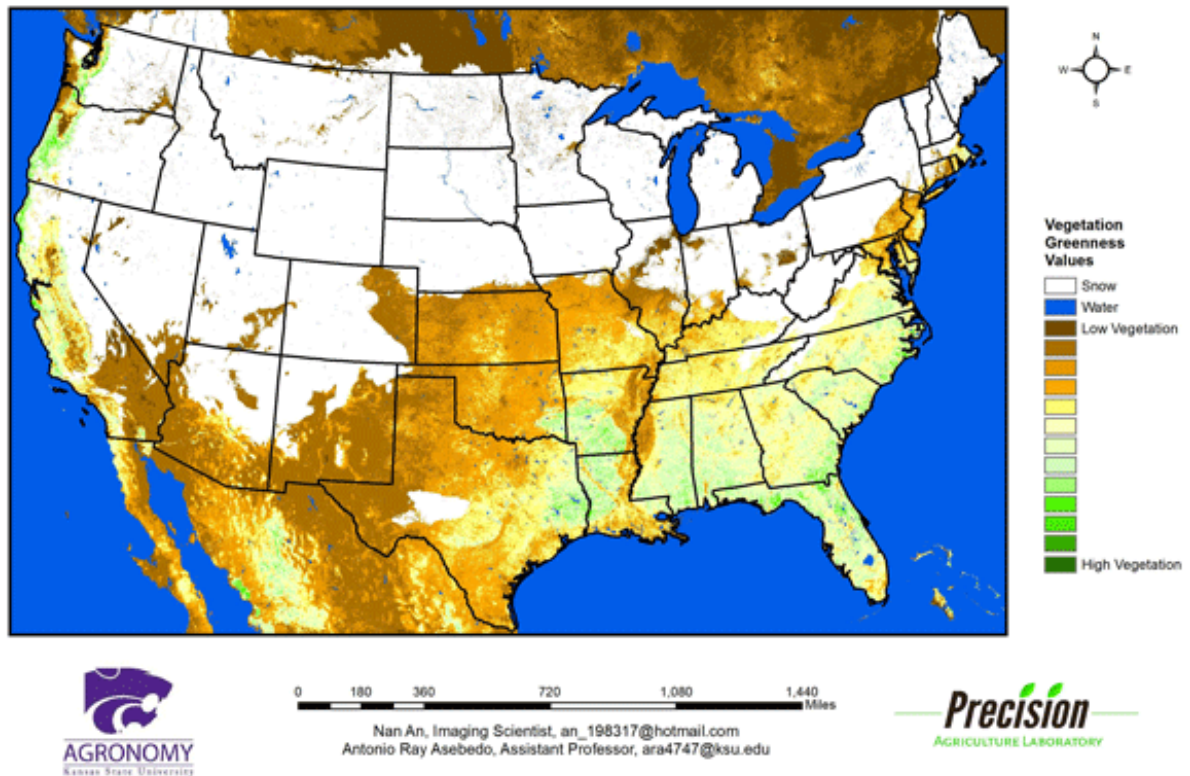 N
W E
S
Vegetation
Greenness
Values
Snow
Water
Low Vegetation
High Vegetation
0 180 360 720 1,080 1,440
Miles
Nan An, Imaging Scientist, an_198317@hotmail.com
Antonio Ray Asebedo, Assistant Professor, ara4747@ksu.edu
AGRONOMY
Kansas State University
Precision
AGRICULTURE LABORATORY